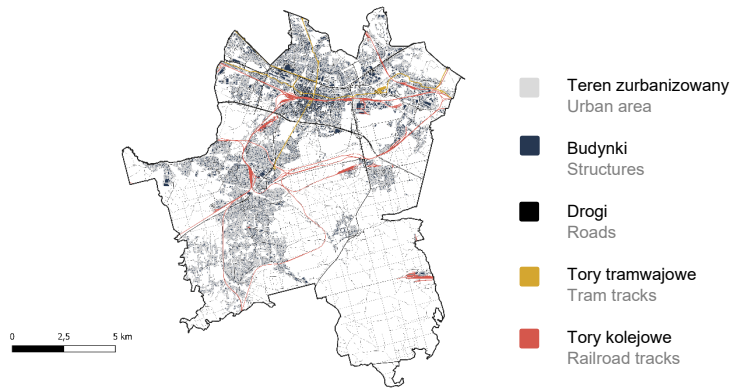 Teren zurbanizowany
Urban area
Budynki
Structures
Drogi
Roads
Tory tramwajowe
Tram tracks
Tory kolejowe
Railroad tracks
0 2,5 5 km